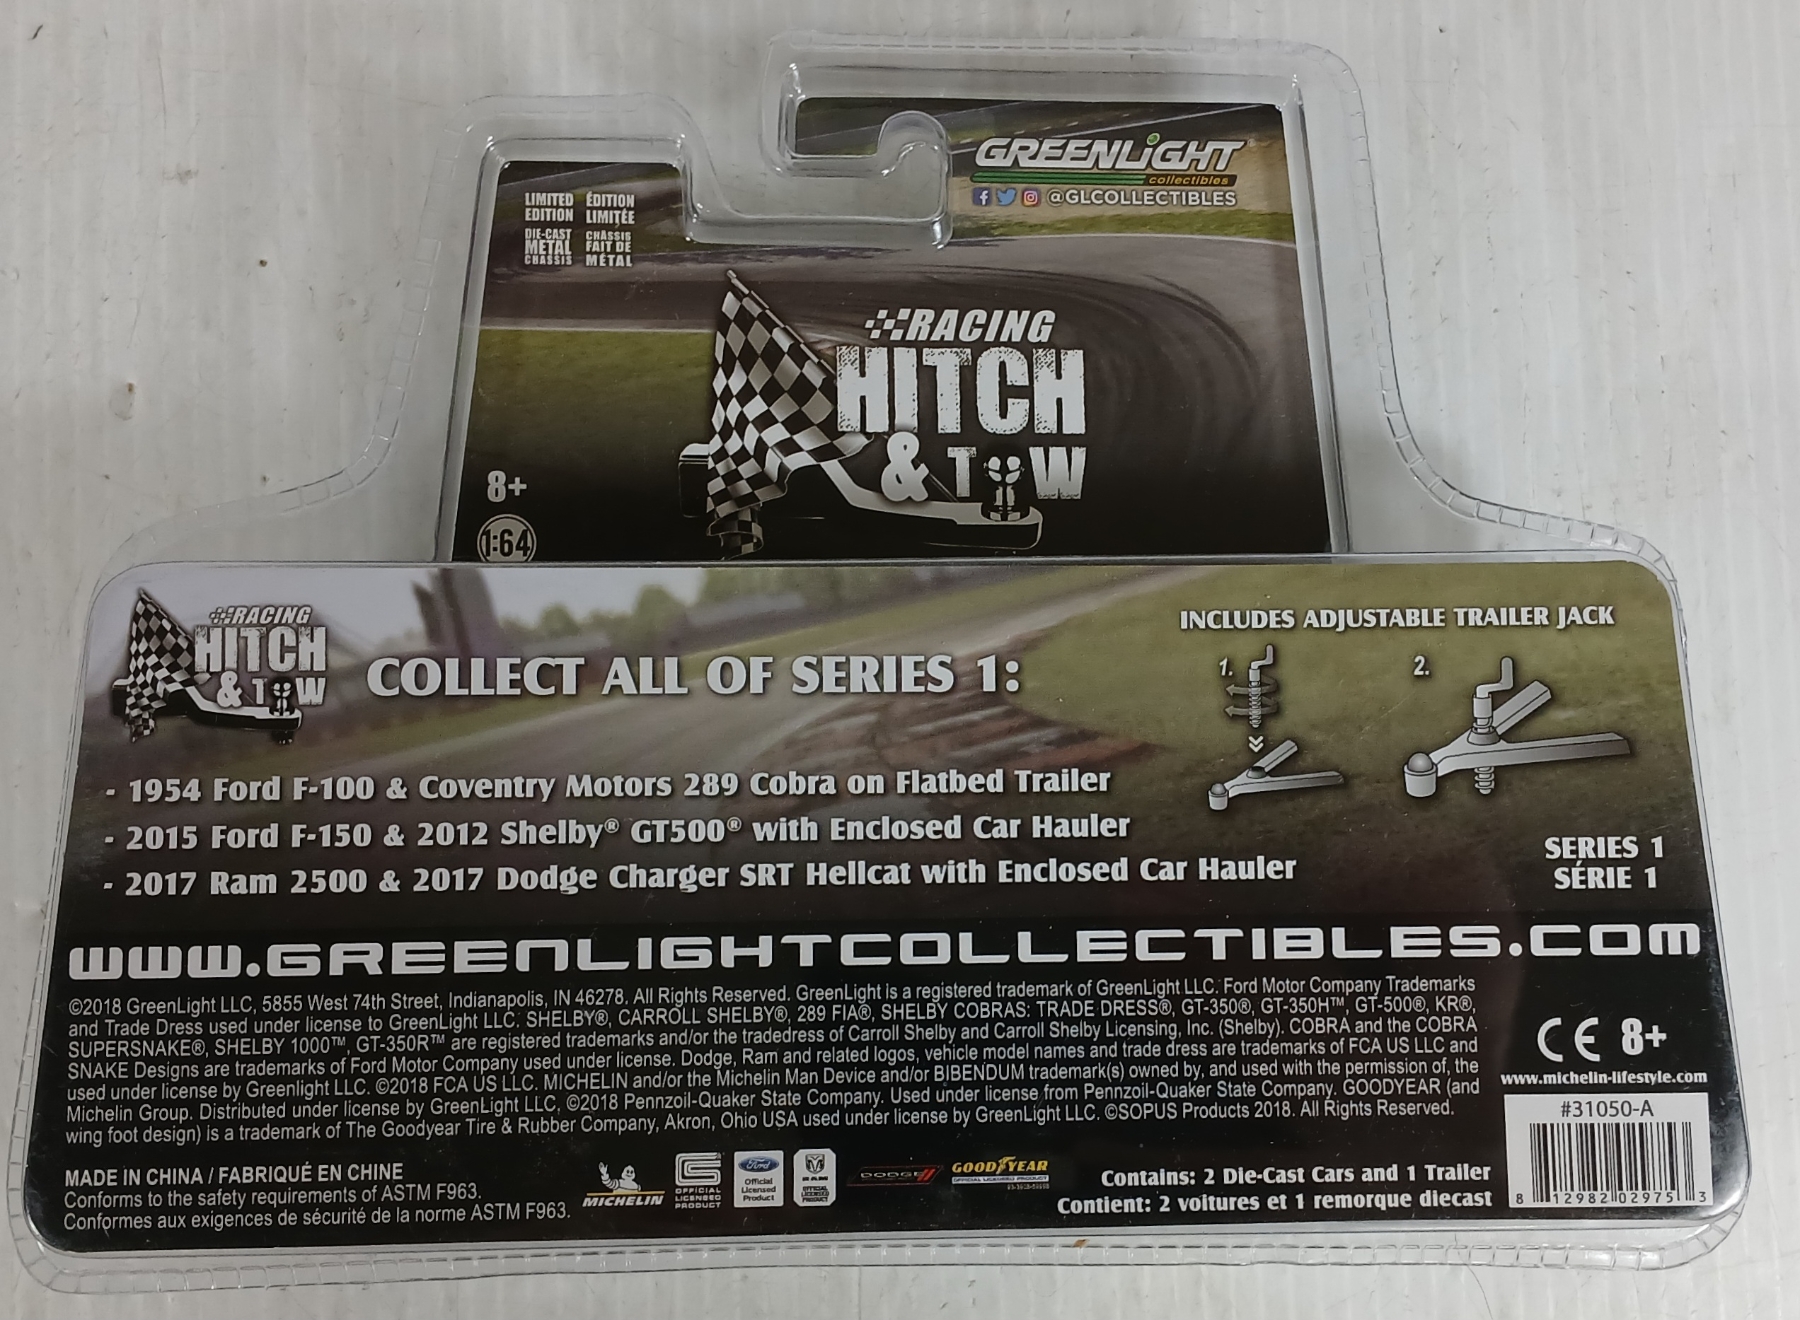 GREENLiGHT
collectibles
@GLCOLLECTIBLES
LIMITED EDITION
ÉDITION LIMITÉE
DIE-CAST METAL CHASSIS
CHÂSSIS FAIT DE MÉTAL
RACING
HITCH
& TOW
8+
1:64
RACING
HITCH
& TOW
COLLECT ALL OF SERIES 1:
- 1954 Ford F-100 & Coventry Motors 289 Cobra on Flatbed Trailer
- 2015 Ford F-150 & 2012 Shelby® GT500® with Enclosed Car Hauler
- 2017 Ram 2500 & 2017 Dodge Charger SRT Hellcat with Enclosed Car Hauler
INCLUDES ADJUSTABLE TRAILER JACK
1.
2.
SERIES 1
SÉRIE 1
www.GREENLIGHTCOLLECTIBLES.COM
©2018 GreenLight LLC, 5855 West 74th Street, Indianapolis, IN 46278. All Rights Reserved. GreenLight is a registered trademark of GreenLight LLC. Ford Motor Company Trademarks
and Trade Dress used under license to GreenLight LLC. SHELBY®, CARROLL SHELBY®, 289 FIA®, SHELBY COBRAS: TRADE DRESS®, GT-350®, GT-350H™, GT-500®, KR®,
SUPERSNAKE®, SHELBY 1000™, GT-350R™ are registered trademarks and/or the tradedress of Carroll Shelby and Carroll Shelby Licensing, Inc. (Shelby). COBRA and the COBRA
SNAKE Designs are trademarks of Ford Motor Company used under license. Dodge, Ram and related logos, vehicle model names and trade dress are trademarks of FCA US LLC and
used under license by Greenlight LLC. ©2018 FCA US LLC. MICHELIN and/or the Michelin Man Device and/or BIBENDUM trademark(s) owned by, and used with the permission of, the
Michelin Group. Distributed under license by GreenLight LLC, ©2018 Pennzoil-Quaker State Company. Used under license from Pennzoil-Quaker State Company. GOODYEAR (and
wing foot design) is a trademark of The Goodyear Tire & Rubber Company, Akron, Ohio USA used under license by GreenLight LLC. ©SOPUS Products 2018. All Rights Reserved.
CE 8+
www.michelin-lifestyle.com
#31050-A
8 12982 02975 3
MADE IN CHINA / FABRIQUÉ EN CHINE
Conforms to the safety requirements of ASTM F963.
Conformes aux exigences de sécurité de la norme ASTM F963.
MICHELIN
OFFICIAL LICENSED PRODUCT
Ford
Official Licensed Product
DODGE
GOODYEAR
Contains: 2 Die-Cast Cars and 1 Trailer
Contient: 2 voitures et 1 remorque diecast